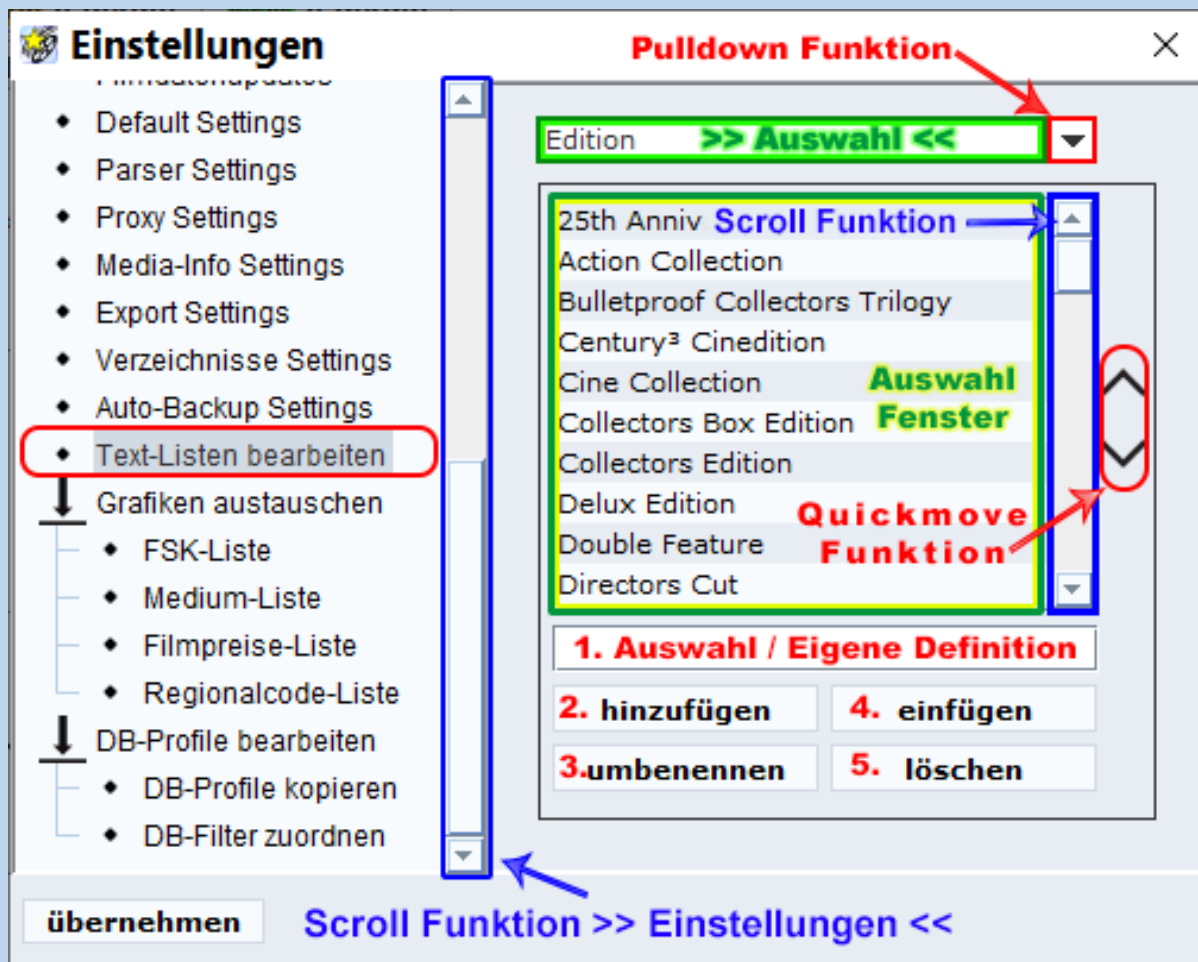 Einstellungen
Pulldown Funktion
Default Settings
Parser Settings
Proxy Settings
Media-Info Settings
Export Settings
Verzeichnisse Settings
Auto-Backup Settings
Text-Listen bearbeiten
Grafiken austauschen
FSK-Liste
Medium-Liste
Filmpreise-Liste
Regionalcode-Liste
DB-Profile bearbeiten
DB-Profile kopieren
DB-Filter zuordnen
Edition >> Auswahl <<
25th Anniv Scroll Funktion
Action Collection
Bulletproof Collectors Trilogy
Century³ Cinedition
Cine Collection
Collectors Box Edition
Collectors Edition
Delux Edition
Double Feature
Directors Cut
Auswahl
Fenster
Quickmove
Funktion
1. Auswahl / Eigene Definition
2. hinzufügen
4. einfügen
3. umbenennen
5. löschen
übernehmen
Scroll Funktion >> Einstellungen <<